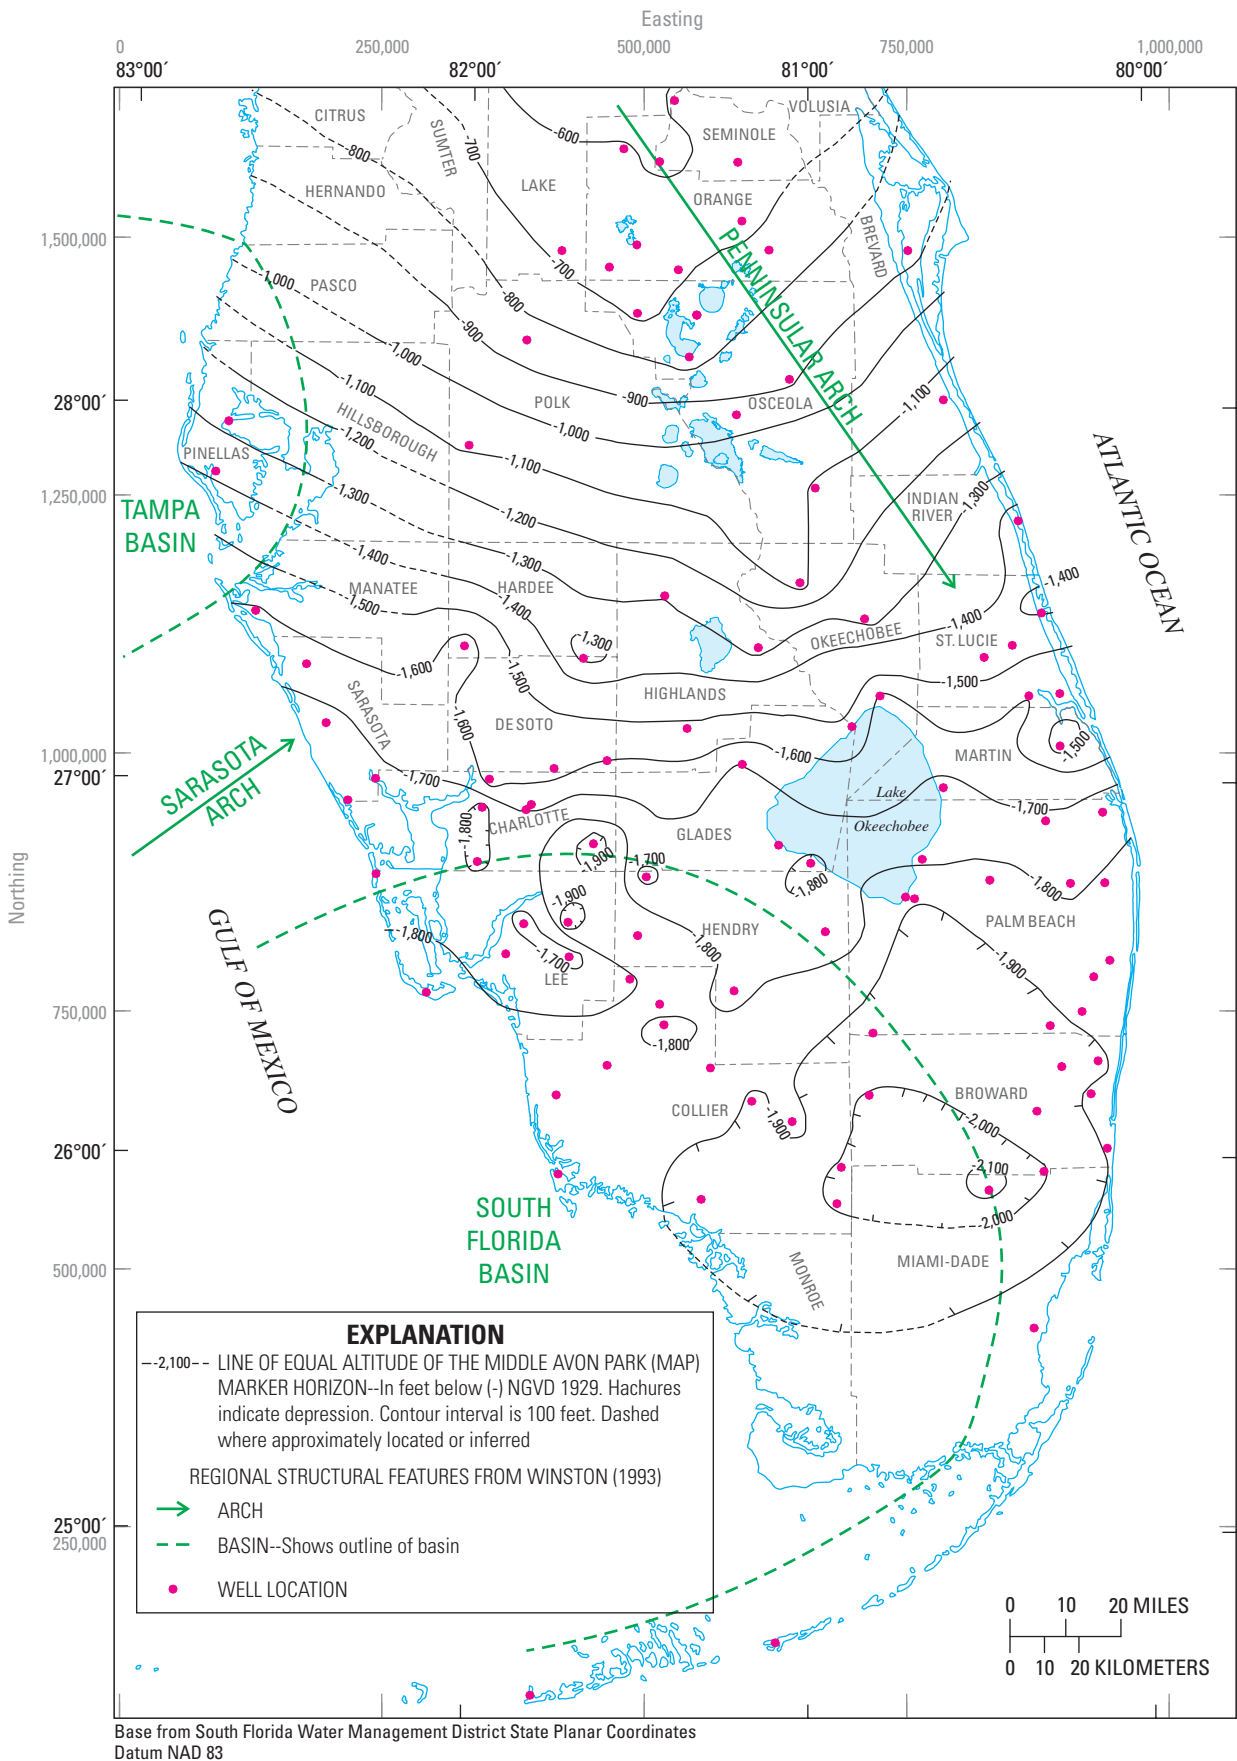 Easting
0
250,000
500,000
750,000
1,000,000
83°00´
82°00´
81°00´
80°00´
CITRUS
SUMTER
VOLUSIA
SEMINOLE
-600
-700
-800
LAKE
HERNANDO
ORANGE
BREVARD
1,500,000
PENNINSULAR ARCH
-700
-1,000
PASCO
-800
-900
-1,000
-1,100
-900
-1,100
28°00´
POLK
OSCEOLA
HILLSBOROUGH
-1,200
-1,000
ATLANTIC OCEAN
PINELLAS
-1,100
1,250,000
-1,300
-1,300
INDIAN
RIVER
TAMPA
BASIN
-1,200
-1,400
-1,300
-1,400
MANATEE
HARDEE
-1,500
-1,400
-1,400
OKEECHOBEE
ST. LUCIE
-1,300
-1,600
-1,500
-1,500
HIGHLANDS
SARASOTA
DESOTO
-1,600
SARASOTA
ARCH
1,000,000
27°00´
-1,600
MARTIN
-1,500
-1,700
Lake
Okeechobee
-1,700
CHARLOTTE
-1,800
GLADES
-1,900
-1,700
-1,800
-1,800
Northing
-1,900
GULF OF MEXICO
-1,800
HENDRY
PALM BEACH
-1,800
-1,700
LEE
-1,900
750,000
-1,800
COLLIER
BROWARD
-1,900
-2,000
26°00´
-2,100
SOUTH
FLORIDA
BASIN
-2,000
500,000
MONROE
MIAMI-DADE
EXPLANATION
-2,100 LINE OF EQUAL ALTITUDE OF THE MIDDLE AVON PARK (MAP)
MARKER HORIZON--In feet below (-) NGVD 1929. Hachures
indicate depression. Contour interval is 100 feet. Dashed
where approximately located or inferred
REGIONAL STRUCTURAL FEATURES FROM WINSTON (1993)
ARCH
BASIN--Shows outline of basin
WELL LOCATION
25°00´
250,000
0 10 20 MILES
0 10 20 KILOMETERS
Base from South Florida Water Management District State Planar Coordinates
Datum NAD 83